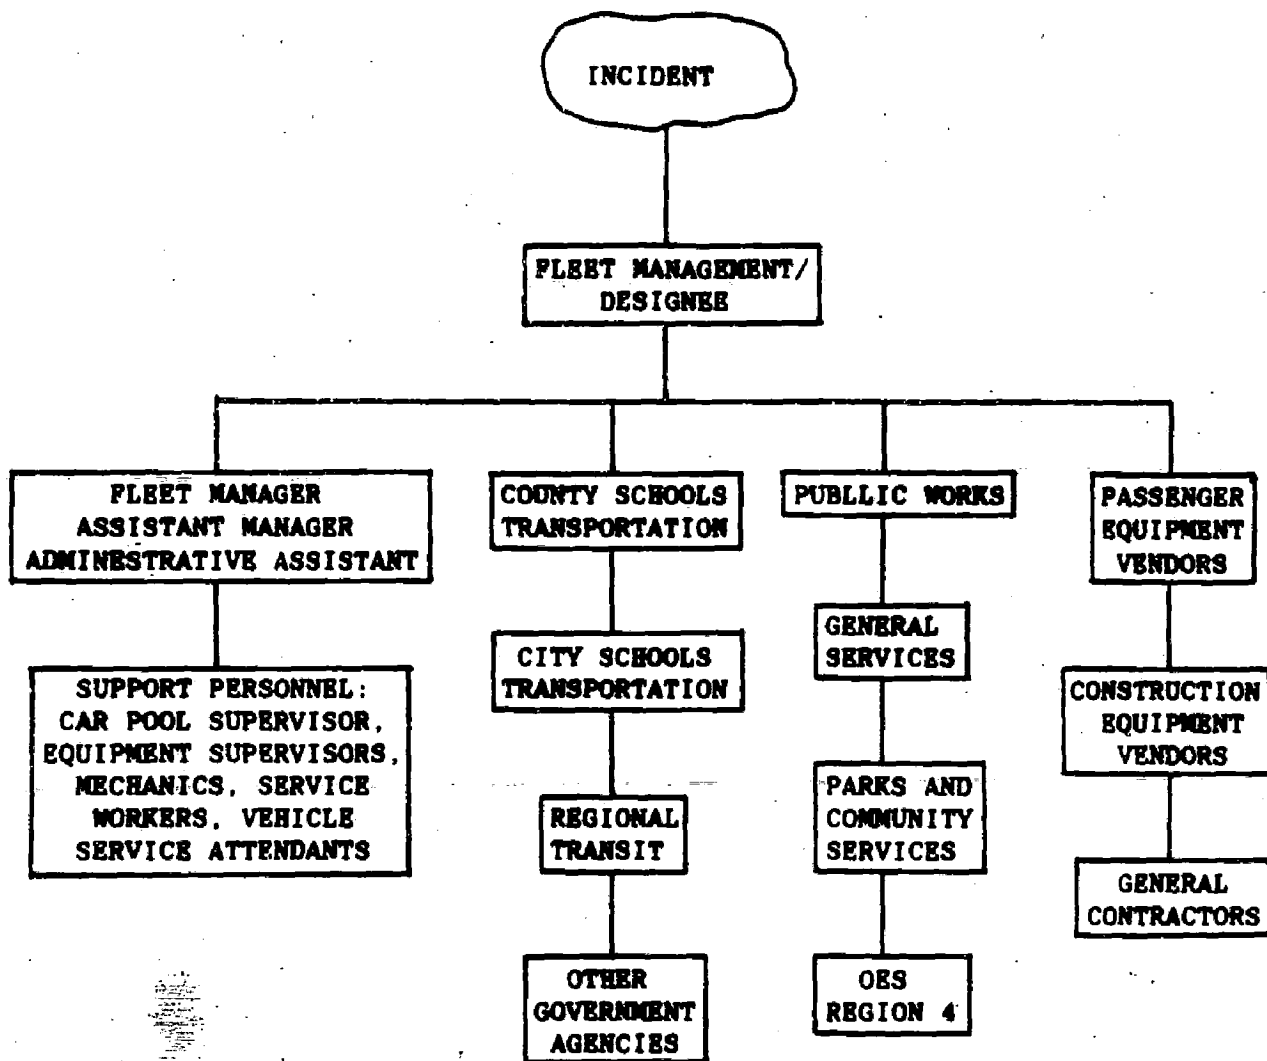 INCIDENT
FLEET MANAGEMENT/
DESIGNEE
FLEET MANAGER
ASSISTANT MANAGER
ADMINESTRATIVE ASSISTANT
SUPPORT PERSONNEL:
CAR POOL SUPERVISOR,
EQUIPMENT SUPERVISORS,
MECHANICS, SERVICE
WORKERS, VEHICLE
SERVICE ATTENDANTS
COUNTY SCHOOLS
TRANSPORTATION
CITY SCHOOLS
TRANSPORTATION
REGIONAL
TRANSIT
OTHER
GOVERNMENT
AGENCIES
PUBLLIC WORKS
GENERAL
SERVICES
PARKS AND
COMMUNITY
SERVICES
OES
REGION 4
PASSENGER
EQUIPMENT
VENDORS
CONSTRUCTION
EQUIPMENT
VENDORS
GENERAL
CONTRACTORS